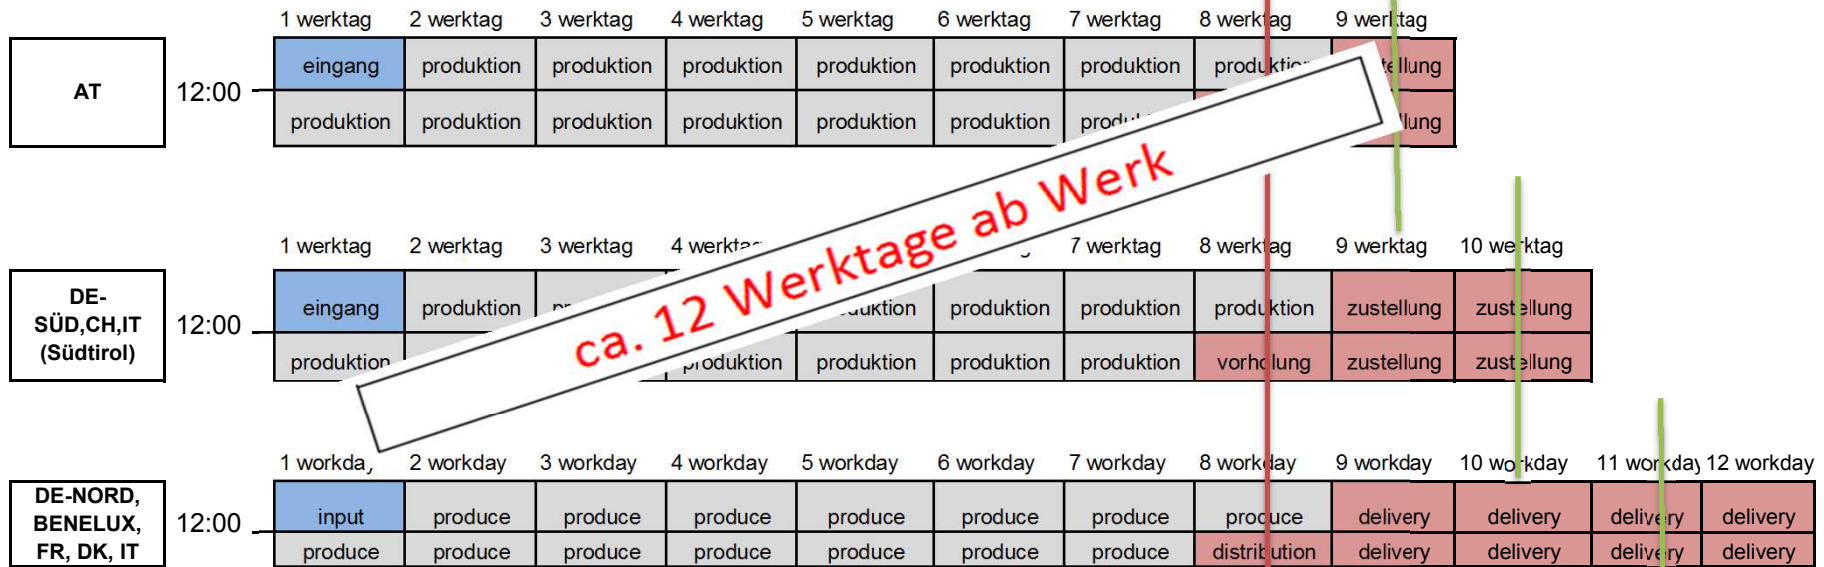 1 werktag 2 werktag 3 werktag 4 werktag 5 werktag 6 werktag 7 werktag 8 werktag 9 werktag
AT
12:00
eingang produktion produktion produktion produktion produktion produktion produktion
produktion produktion produktion produktion produktion produktion
ca. 12 Werktage ab Werk
1 werktag 2 werktag 3 werktag 7 werktag 8 werktag 9 werktag 10 werktag
DE-
SÜD,CH,IT
(Südtirol)
12:00
eingang produktion produktion produktion produktion produktion zustellung zustellung
produktion produktion produktion produktion produktion vorholung zustellung zustellung
1 workday 2 workday 3 workday 4 workday 5 workday 6 workday 7 workday 8 workday 9 workday 10 workday 11 workday 12 workday
DE-NORD,
BENELUX,
FR, DK, IT
12:00
input produce produce produce produce produce produce produce delivery delivery delivery delivery
produce produce produce produce produce produce produce distribution delivery delivery delivery delivery